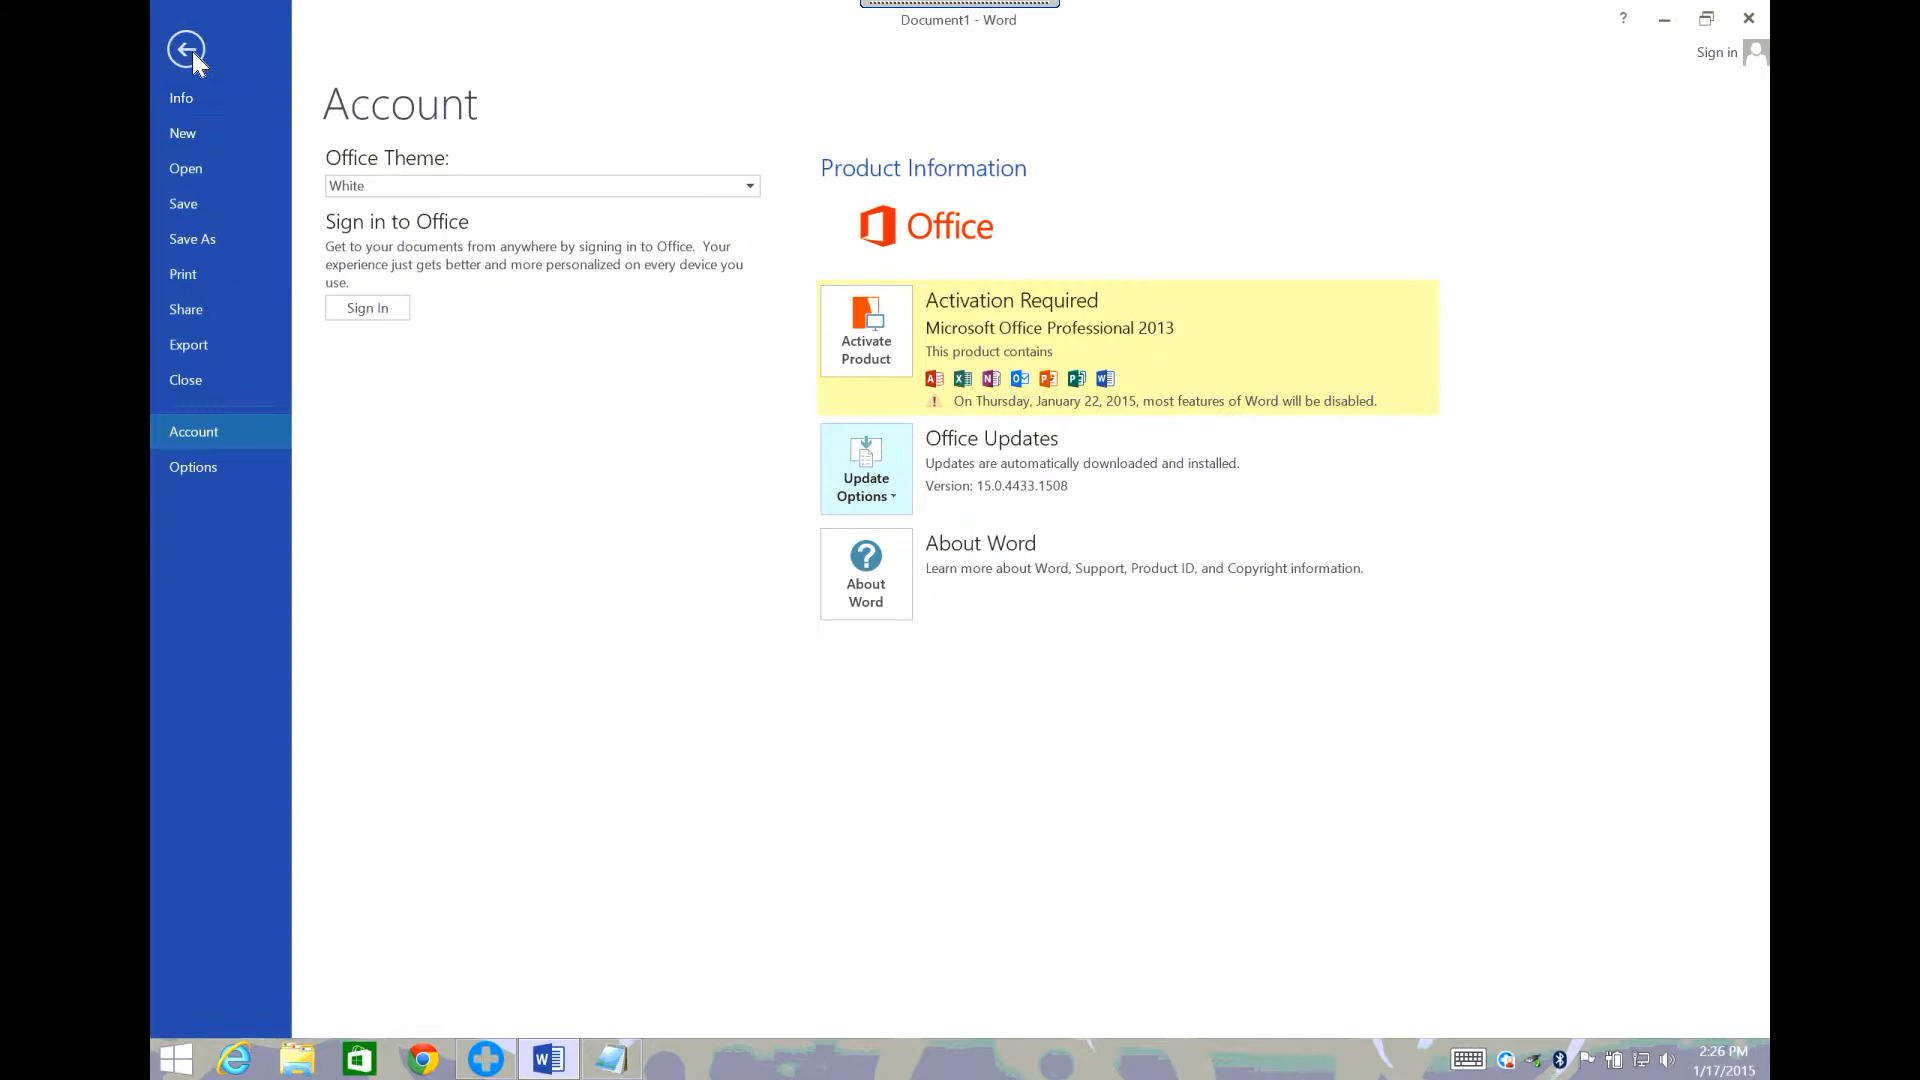 Document1 - Word
?
Sign in
Info
New
Open
Save
Save As
Print
Share
Export
Close
Account
Options
Account
Office Theme:
White
Sign in to Office
Get to your documents from anywhere by signing in to Office. Your
experience just gets better and more personalized on every device you
use.
Sign In
Product Information
Office
Activate
Product
Activation Required
Microsoft Office Professional 2013
This product contains
On Thursday, January 22, 2015, most features of Word will be disabled.
Update
Options
Office Updates
Updates are automatically downloaded and installed.
Version: 15.0.4433.1508
?
About
Word
About Word
Learn more about Word, Support, Product ID, and Copyright information.
2:26 PM
1/17/2015